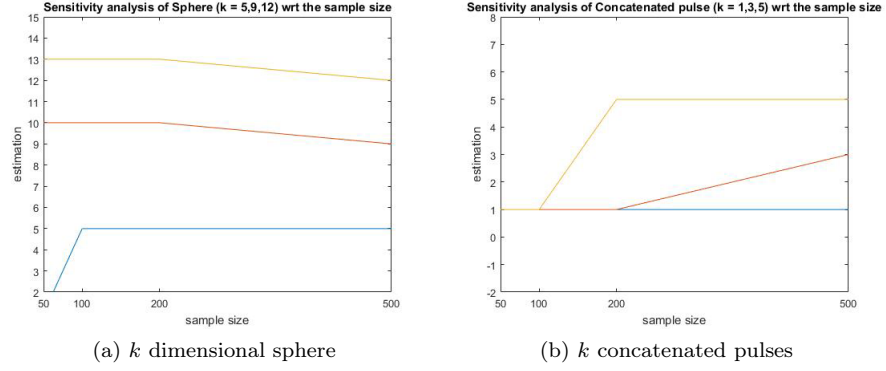 Sensitivity analysis of Sphere (k = 5,9,12) wrt the sample size
15
14
13
12
11
10
9
8
7
6
5
4
3
2
estimation
50 100 200 500
sample size
(a) k dimensional sphere
Sensitivity analysis of Concatenated pulse (k = 1,3,5) wrt the sample size
8
7
6
5
4
3
2
1
0
-1
-2
estimation
50 100 200 500
sample size
(b) k concatenated pulses